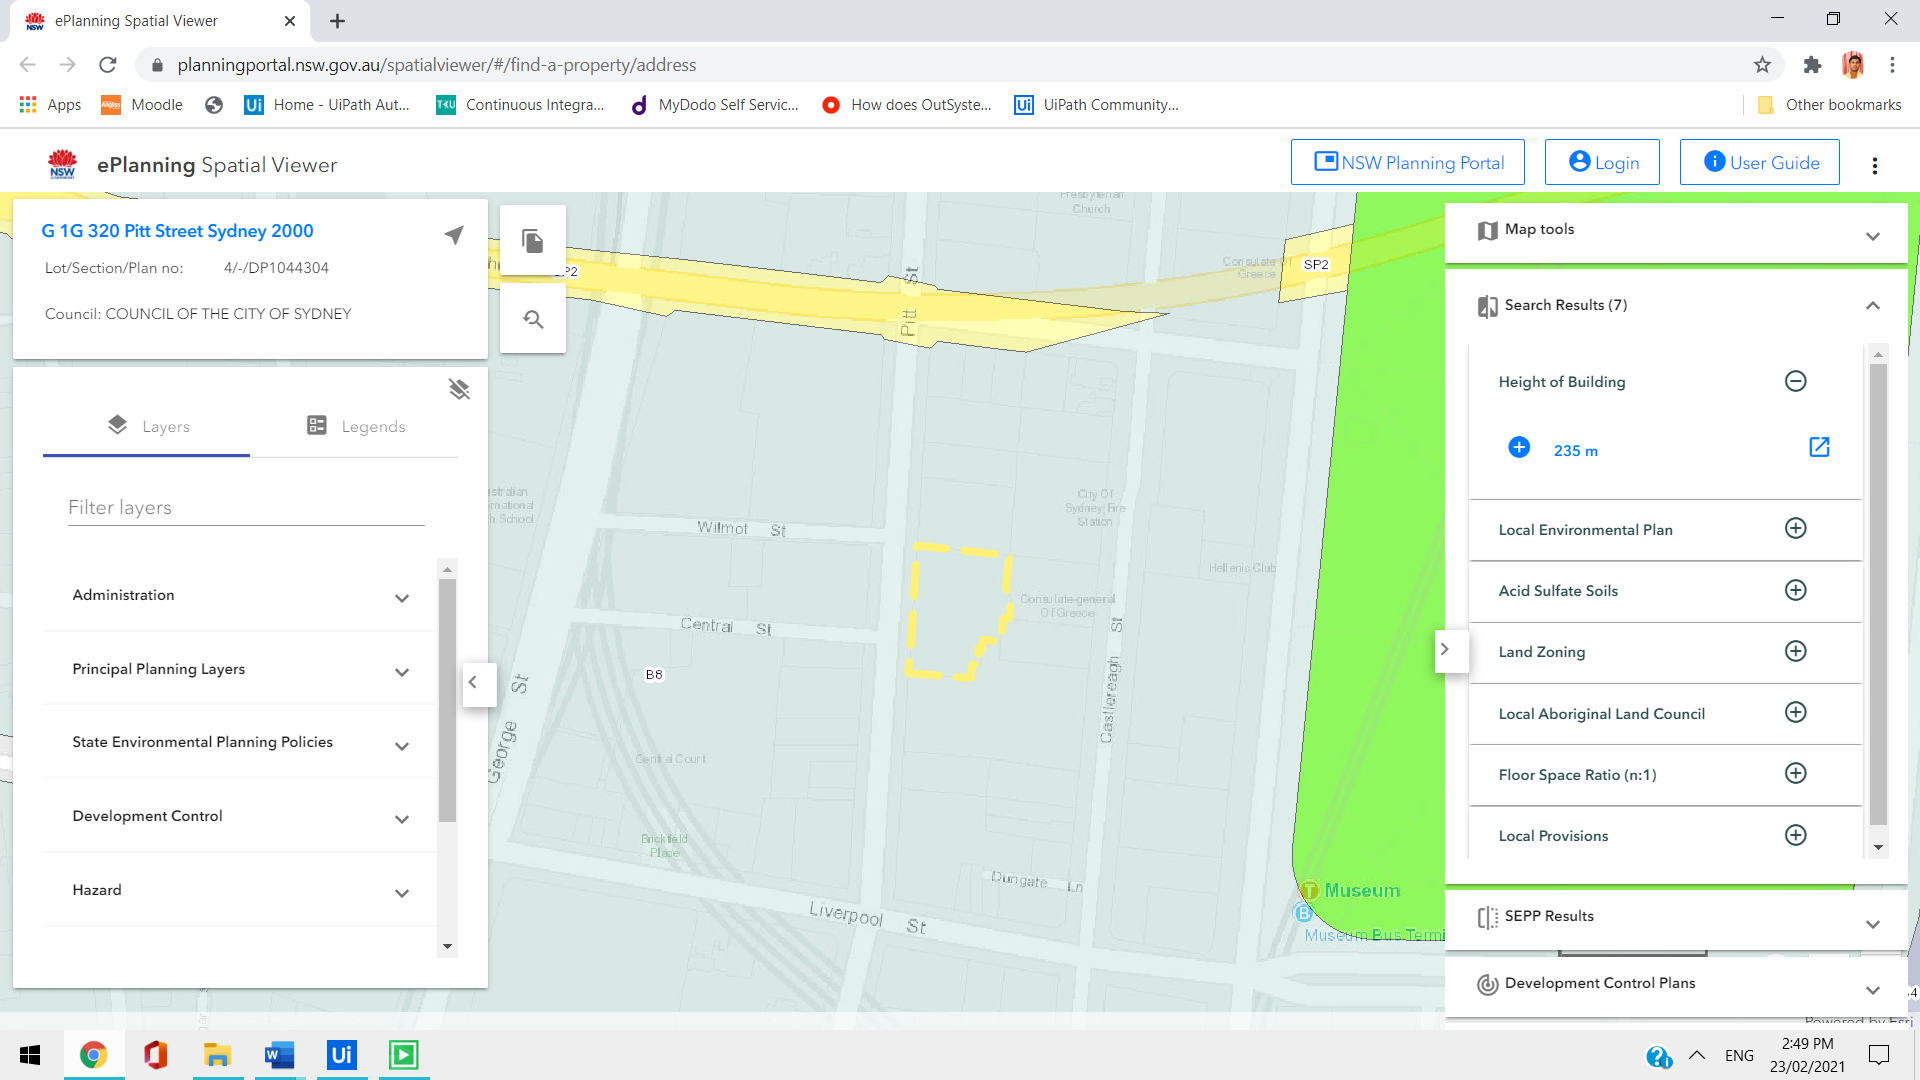 ePlanning Spatial Viewer
planningportal.nsw.gov.au/spatialviewer/#/find-a-property/address
Apps
Moodle
Home - UiPath Aut...
Continuous Integra...
MyDodo Self Servic...
How does OutSyste...
UiPath Community...
Other bookmarks
NSW
ePlanning Spatial Viewer
NSW Planning Portal
Login
User Guide
G 1G 320 Pitt Street Sydney 2000
Lot/Section/Plan no: 4/-/DP1044304
Council: COUNCIL OF THE CITY OF SYDNEY
Layers
Legends
Filter layers
Administration
Principal Planning Layers
State Environmental Planning Policies
Development Control
Hazard
Presbyterian
Church
Consulate Of
Greece
SP2
Pitt St
City Of
Sydney Fire
Station
Wilmot St
Hellenic Club
Consulate-general
Of Greece
Central St
B8
George St
Castlereagh St
Central Court
Brickfield
Place
Dungate Ln
Liverpool St
T Museum
B
Museum Bus Termi
Map tools
Search Results (7)
Height of Building
235 m
Local Environmental Plan
Acid Sulfate Soils
Land Zoning
Local Aboriginal Land Council
Floor Space Ratio (n:1)
Local Provisions
SEPP Results
Development Control Plans
Powered by Esri
ENG
2:49 PM
23/02/2021